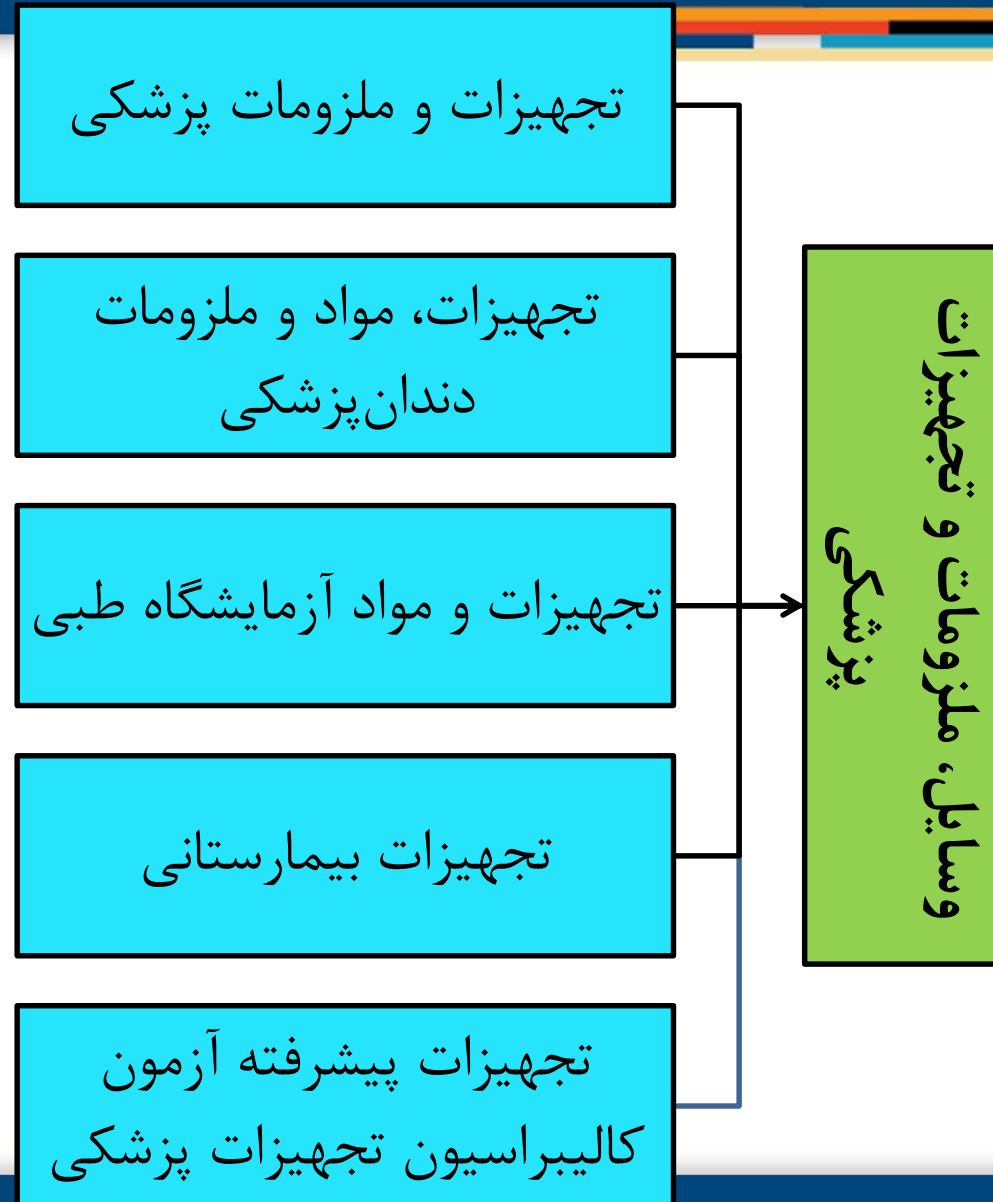 تجهیزات و ملزومات پزشکی
تجهیزات، مواد و ملزومات
دندان‌پزشکی
تجهیزات و مواد آزمایشگاه طبی
تجهیزات بیمارستانی
تجهیزات پیشرفته آزمون
کالیبراسیون تجهیزات پزشکی
وسایل، ملزومات و تجهیزات
پزشکی